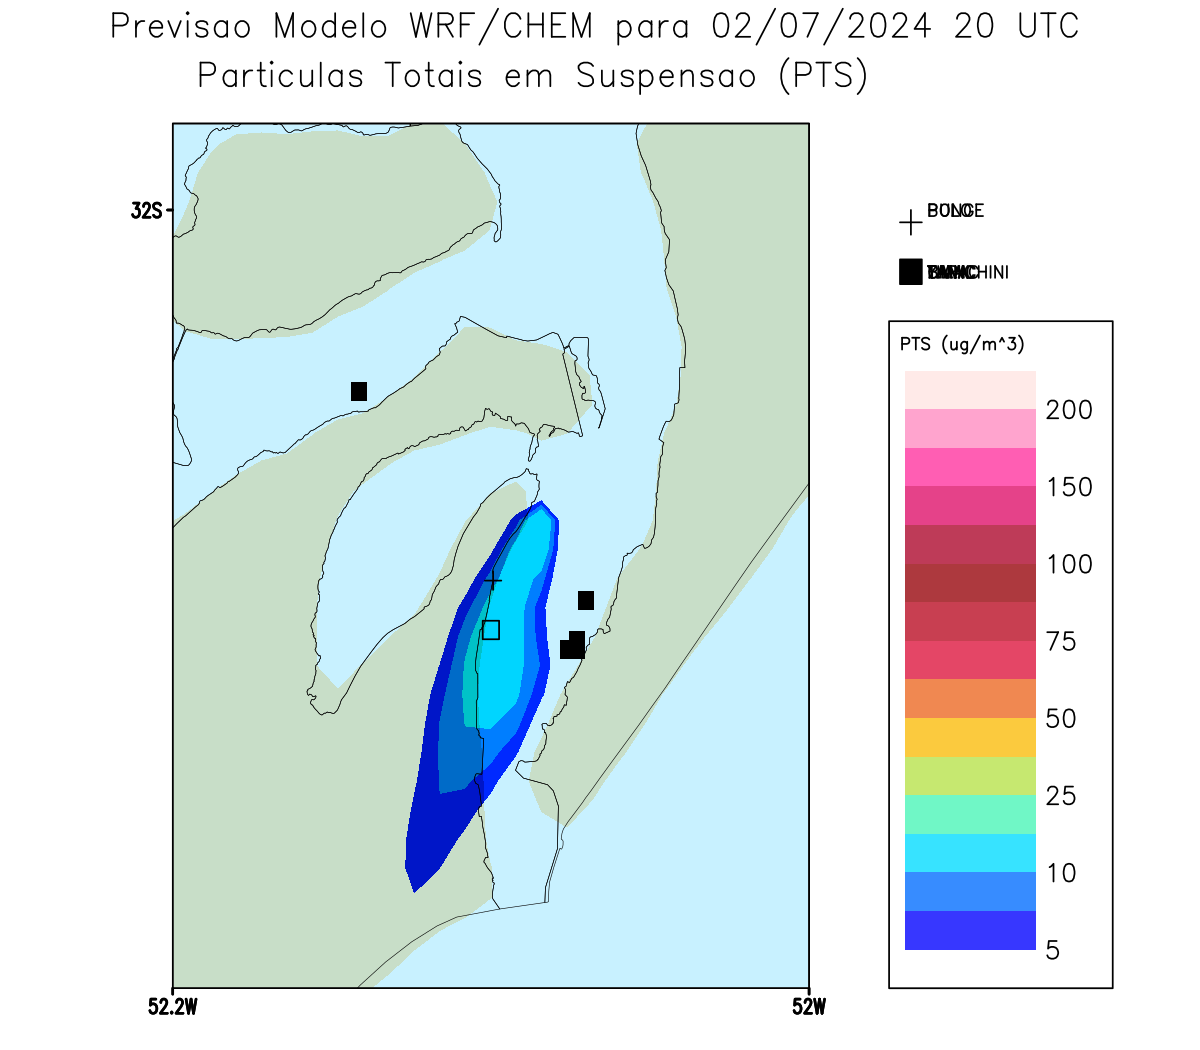 Previsao Modelo WRF/CHEM para 02/07/2024 20 UTC
Particulas Totais em Suspensao (PTS)
32S
PTS (ug/m^3)
200
150
100
75
50
25
10
5
52.2W
52W